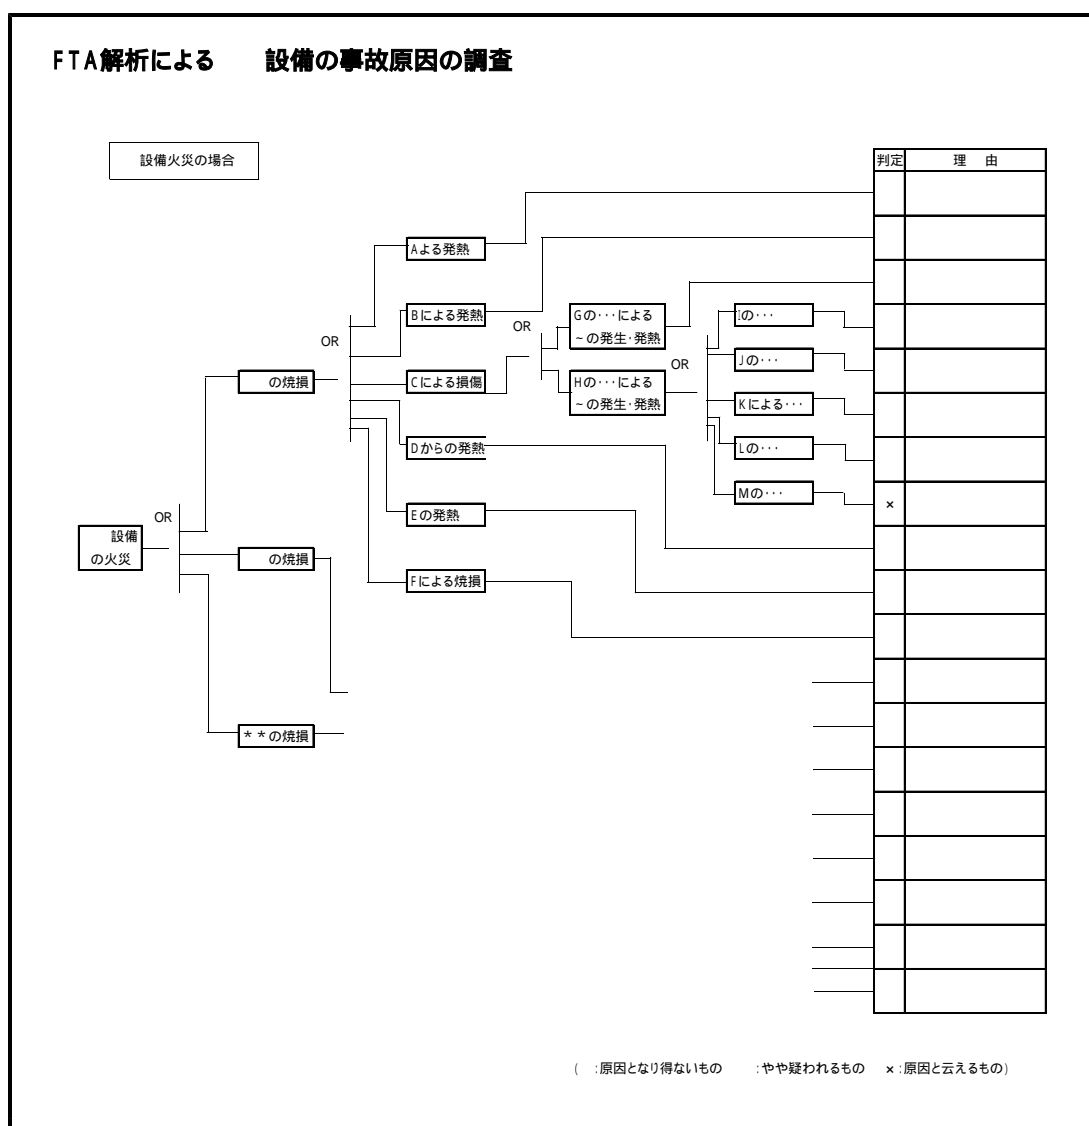 FTA解析による　　設備の事故原因の調査
設備火災の場合
判定
理　由
Aよる発熱
Bによる発熱
OR
OR
Gの･･･による
～の発生･発熱
Iの･･･
OR
Jの･･･
の焼損
Cによる損傷
Hの･･･による
～の発生･発熱
Kによる･･･
Dからの発熱
Lの･･･
Mの･･･
×
OR
Eの発熱
設備
の火災
の焼損
Fによる焼損
＊＊の焼損
(　:原因となり得ないもの　　:やや疑われるもの　×:原因と云えるもの)